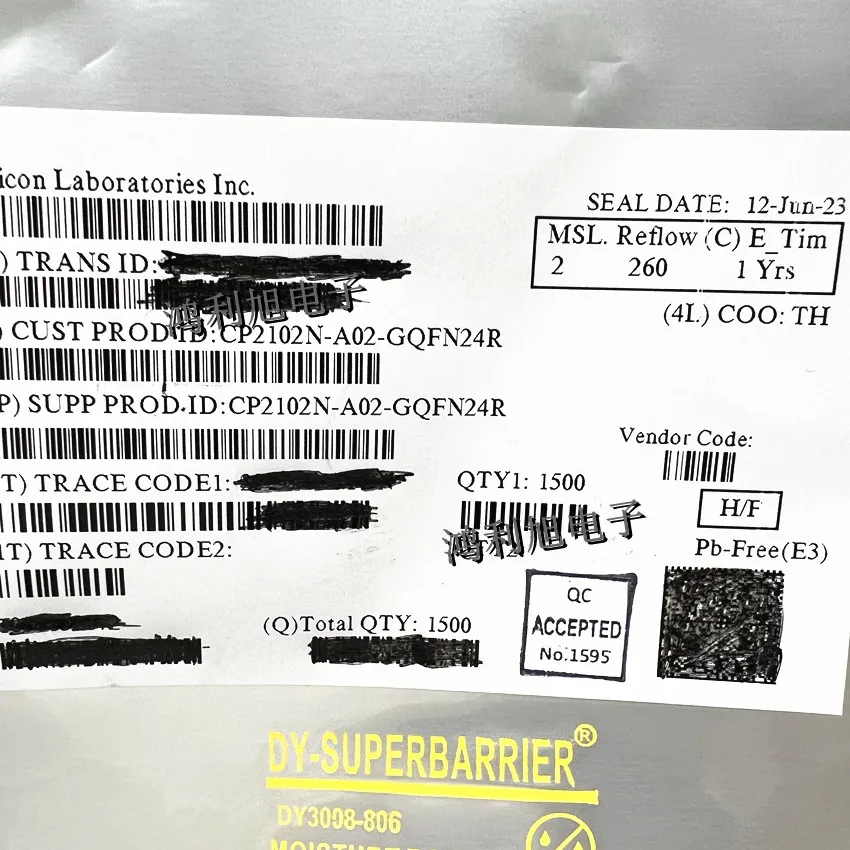 icon Laboratories Inc.
SEAL DATE: 12-Jun-23
MSL. Reflow (C) E_Tim
2 260 1 Yrs
) TRANS ID:
(4L) COO: TH
鸿利旭电子
) CUST PROD ID:CP2102N-A02-GQFN24R
P) SUPP PROD.ID:CP2102N-A02-GQFN24R
Vendor Code:
T) TRACE CODE1:
QTY1: 1500
H/F
鸿利旭电子
1T) TRACE CODE2:
Pb-Free(E3)
(Q)Total QTY: 1500
QC
ACCEPTED
No.1595
DY-SUPERBARRIER®
DY3008-806